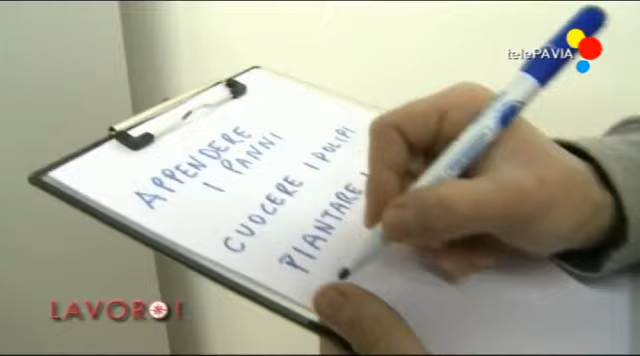 telePAVIA
APPENDERE
I PANNI
CUOCERE I POLIPI
PIANTARE
LAVORO!